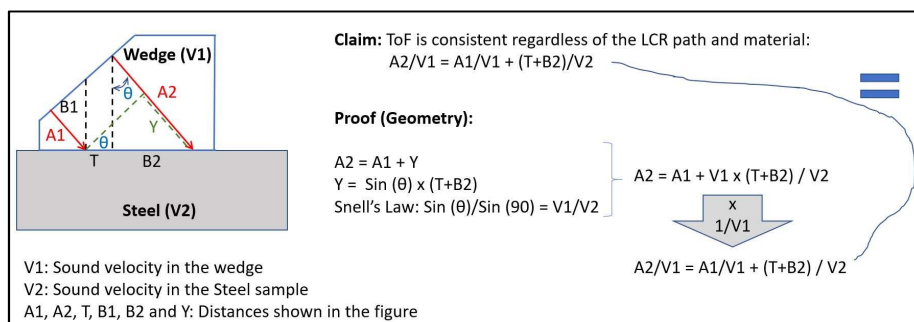 Wedge (V1)
B1
θ
A2
A1
θ
Y
T
B2
Steel (V2)
V1: Sound velocity in the wedge
V2: Sound velocity in the Steel sample
A1, A2, T, B1, B2 and Y: Distances shown in the figure
Claim: ToF is consistent regardless of the LCR path and material:
A2/V1 = A1/V1 + (T+B2)/V2
Proof (Geometry):
A2 = A1 + Y
Y = Sin (θ) x (T+B2)
Snell's Law: Sin (θ)/Sin (90) = V1/V2
A2 = A1 + V1 x (T+B2) / V2
x
1/V1
A2/V1 = A1/V1 + (T+B2) / V2
=